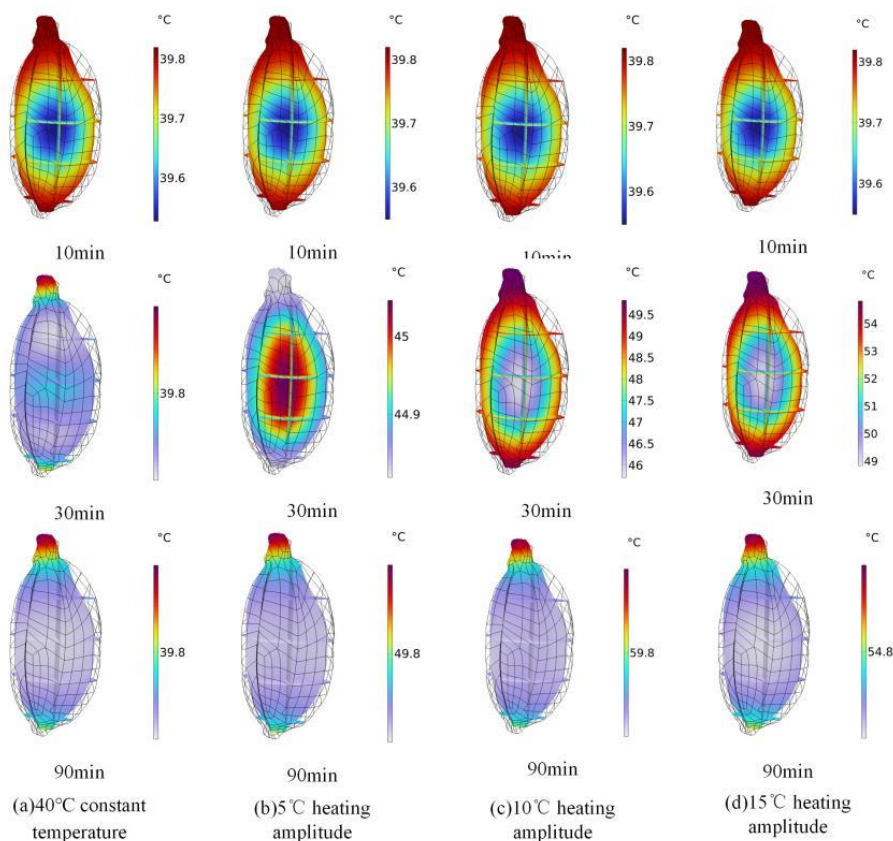 °C °C °C °C
39.8 39.8 39.8 39.8
39.7 39.7 39.7 39.7
39.6 39.6 39.6 39.6
10min 10min 10min 10min
°C °C °C °C
39.8
45
44.9
49.5
49
48.5
48
47.5
47
46.5
46
54
53
52
51
50
49
30min 30min 30min 30min
°C °C °C °C
39.8 49.8 59.8 54.8
90min 90min 90min 90min
(a)40℃ constant
temperature
(b)5℃ heating
amplitude
(c)10℃ heating
amplitude
(d)15℃ heating
amplitude